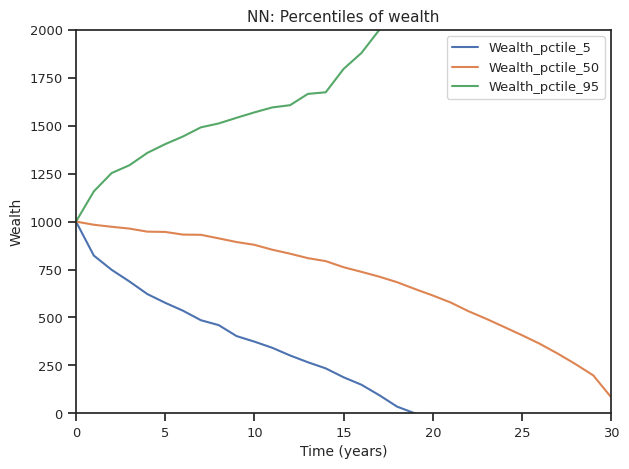 NN: Percentiles of wealth
Wealth_pctile_5
Wealth_pctile_50
Wealth_pctile_95
Wealth
2000
1750
1500
1250
1000
750
500
250
0
0 5 10 15 20 25 30
Time (years)